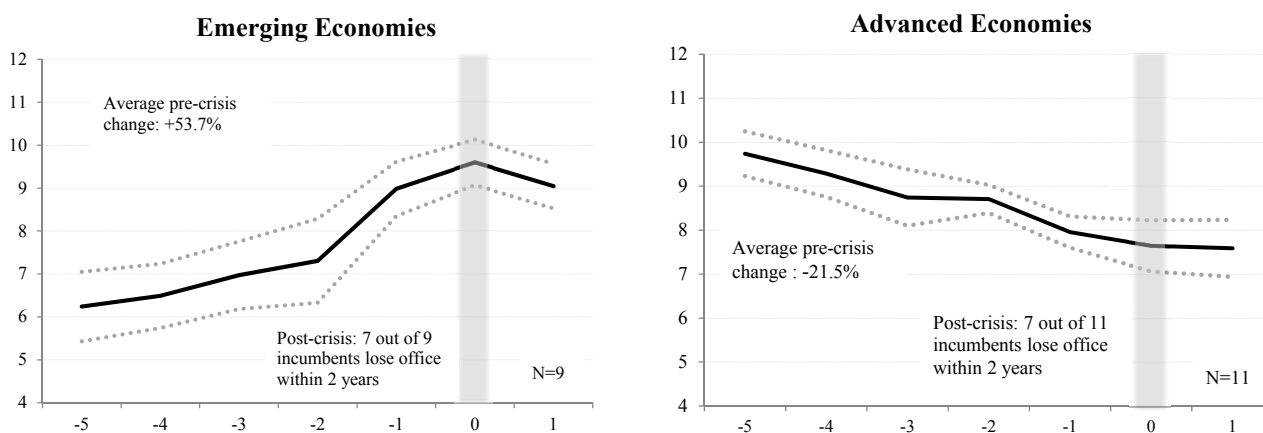 Emerging Economies
12
11
10
9
8
7
6
5
4
Average pre-crisis
change: +53.7%
Post-crisis: 7 out of 9
incumbents lose office
within 2 years
N=9
-5 -4 -3 -2 -1 0 1
Advanced Economies
12
11
10
9
8
7
6
5
4
Average pre-crisis
change : -21.5%
Post-crisis: 7 out of 11
incumbents lose office
within 2 years
N=11
-5 -4 -3 -2 -1 0 1